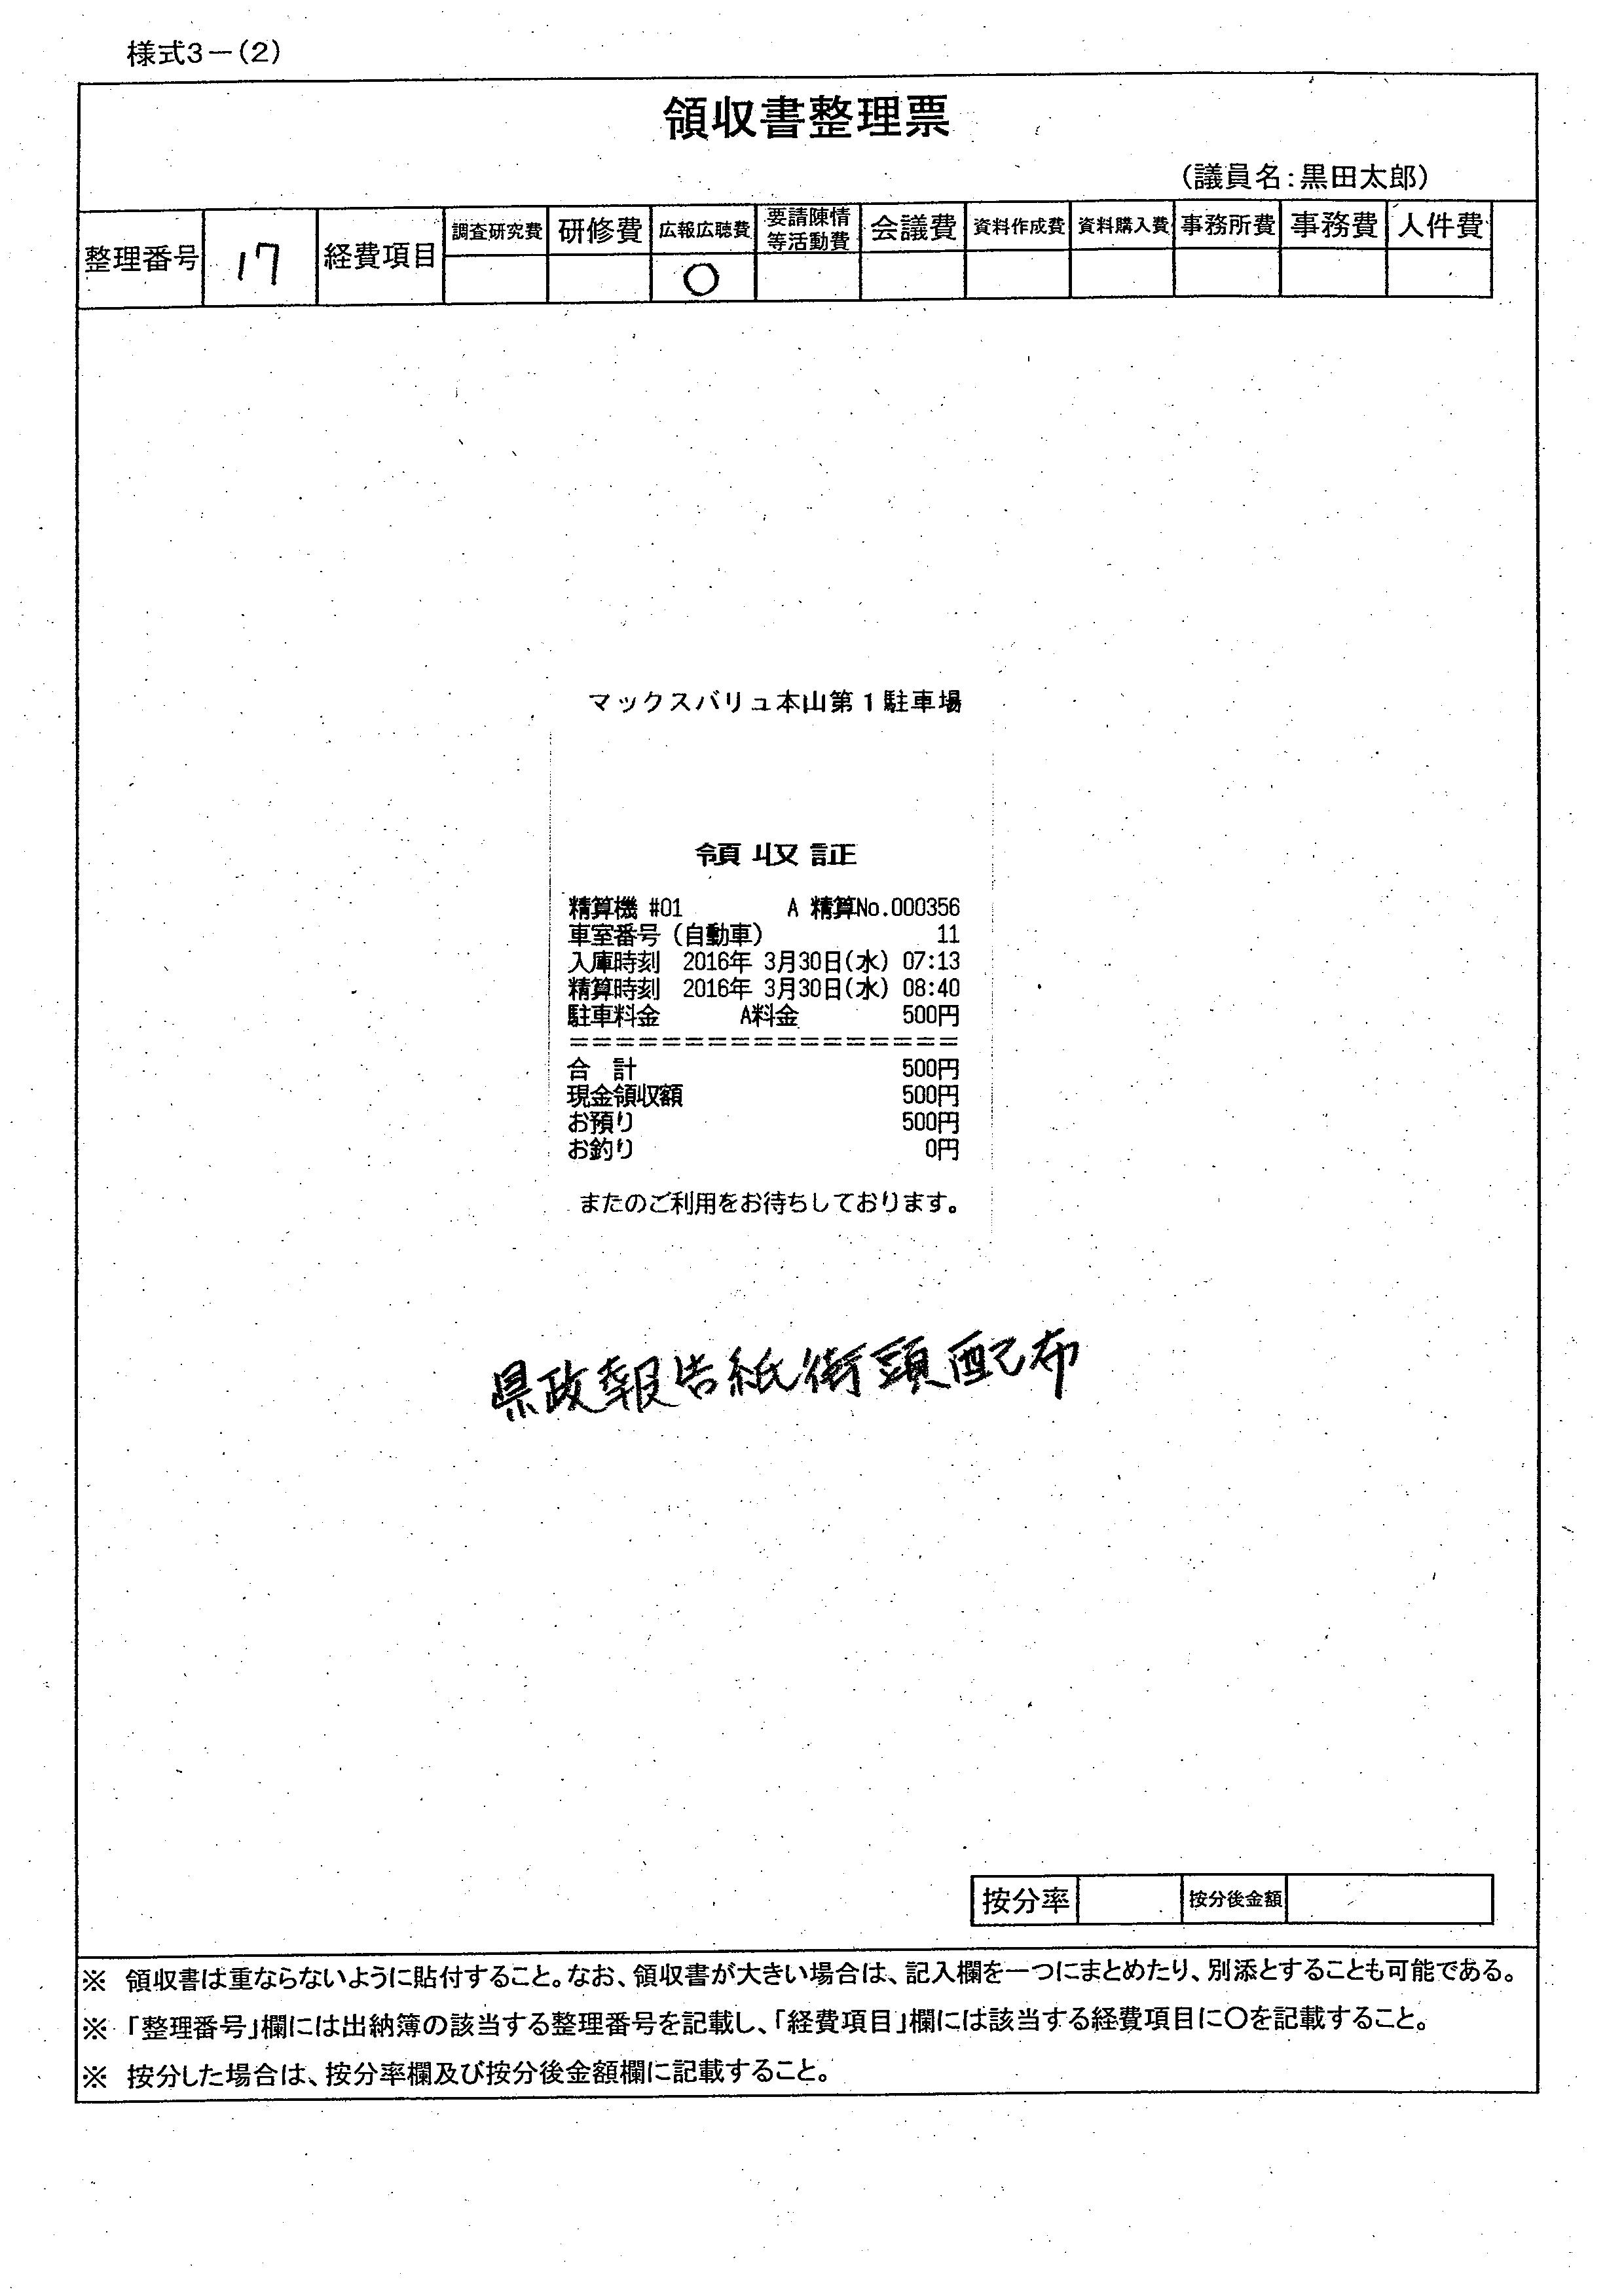 様式3－(2)
領収書整理票
(議員名:黒田太郎)
整理番号 17 経費項目 調査研究費 研修費 広報広聴費 要請陳情等活動費 会議費 資料作成費 資料購入費 事務所費 事務費 人件費
○
マックスバリュ本山第1駐車場
領収証
精算機 #01 A 精算No.000356
車室番号(自動車) 11
入庫時刻 2016年 3月30日(水) 07:13
精算時刻 2016年 3月30日(水) 08:40
駐車料金 A料金 500円
=================
合 計 500円
現金領収額 500円
お預り 500円
お釣り 0円
またのご利用をお待ちしております。
県政報告紙街頭配布
按分率 按分後金額
※ 領収書は重ならないように貼付すること。なお、領収書が大きい場合は、記入欄を一つにまとめたり、別添とすることも可能である。
※ 「整理番号」欄には出納簿の該当する整理番号を記載し、「経費項目」欄には該当する経費項目に○を記載すること。
※ 按分した場合は、按分率欄及び按分後金額欄に記載すること。